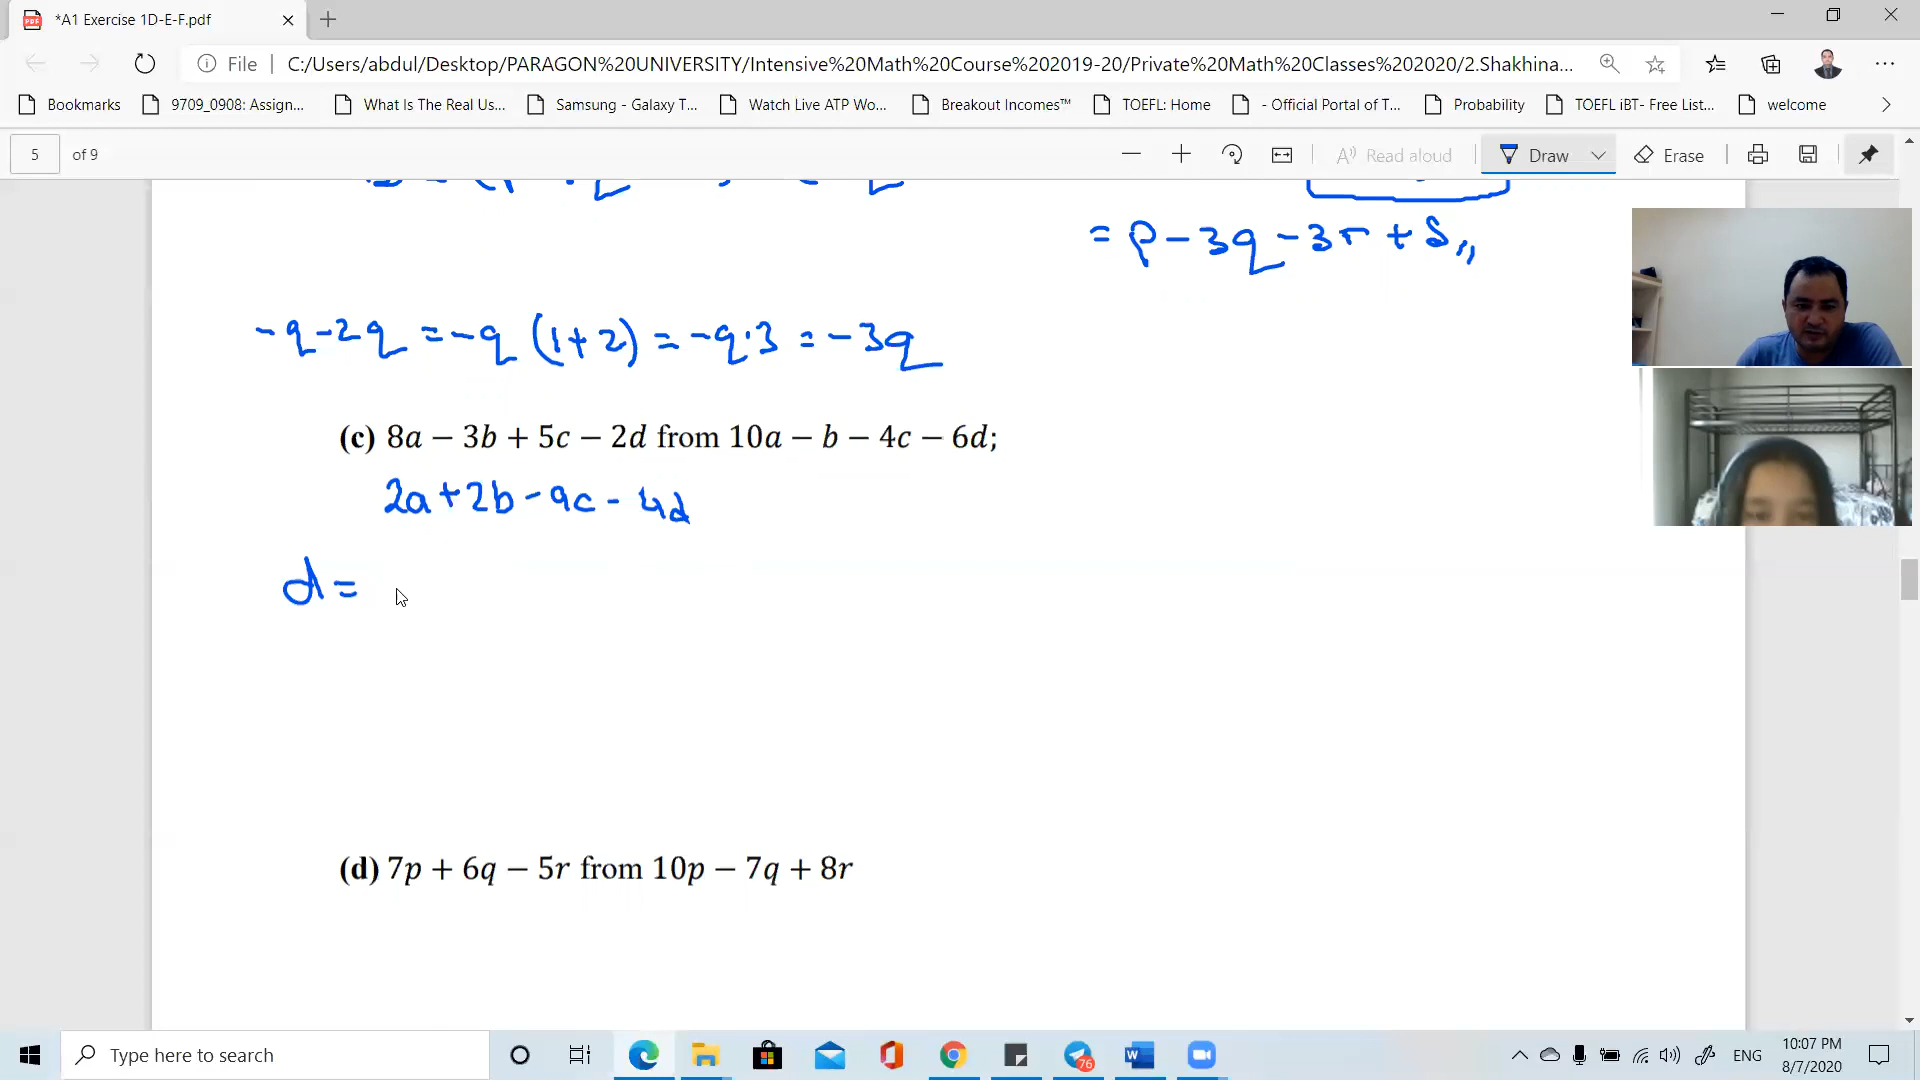 *A1 Exercise 1D-E-F.pdf
File C:/Users/abdul/Desktop/PARAGON%20UNIVERSITY/Intensive%20Math%20Course%202019-20/Private%20Math%20Classes%202020/2.Shakhina...
Bookmarks 9709_0908: Assign... What Is The Real Us... Samsung - Galaxy T... Watch Live ATP Wo... Breakout Incomes™ TOEFL: Home - Official Portal of T... Probability TOEFL iBT- Free List... welcome
5 of 9 Read aloud Draw Erase
= p - 3q - 3r + s
-q - 2q = -q (1+2) = -q·3 = -3q
(c) 8a − 3b + 5c − 2d from 10a − b − 4c − 6d;
2a + 2b - 9c - 4d
d =
(d) 7p + 6q − 5r from 10p − 7q + 8r
Type here to search
76
ENG
10:07 PM
8/7/2020